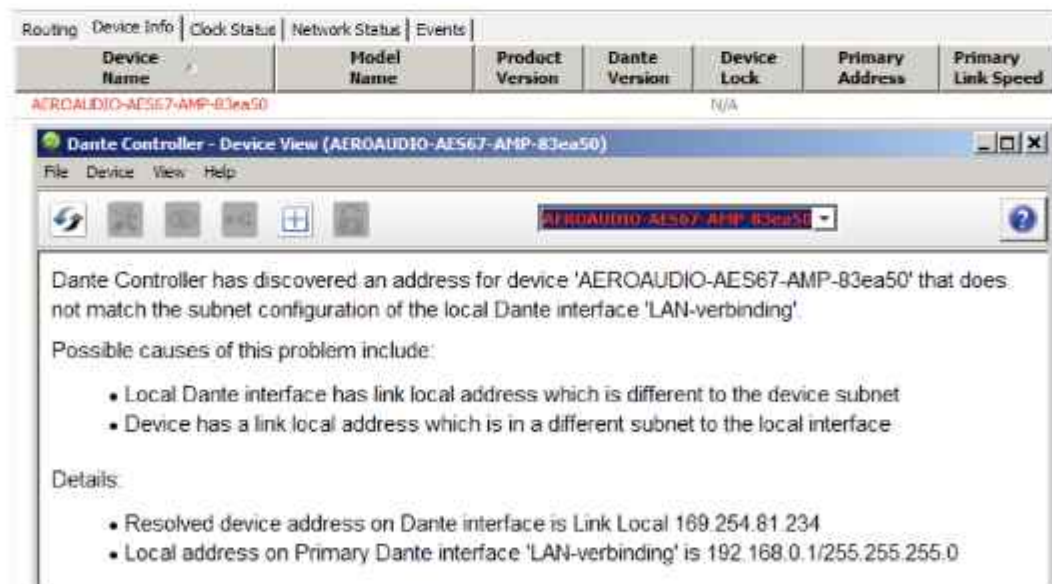 Routing Device Info Clock Status Network Status Events
Device Name Model Name Product Version Dante Version Device Lock Primary Address Primary Link Speed
AEROAUDIO-AES67-AMP-83ea50 N/A
Dante Controller - Device View (AEROAUDIO-AES67-AMP-83ea50)
File Device View Help
AEROAUDIO-AES67-AMP-83ea50
Dante Controller has discovered an address for device 'AEROAUDIO-AES67-AMP-83ea50' that does
not match the subnet configuration of the local Dante interface 'LAN-verbinding'.
Possible causes of this problem include:
• Local Dante interface has link local address which is different to the device subnet
• Device has a link local address which is in a different subnet to the local interface
Details:
• Resolved device address on Dante interface is Link Local 169.254.81.234
• Local address on Primary Dante interface 'LAN-verbinding' is 192.168.0.1/255.255.255.0